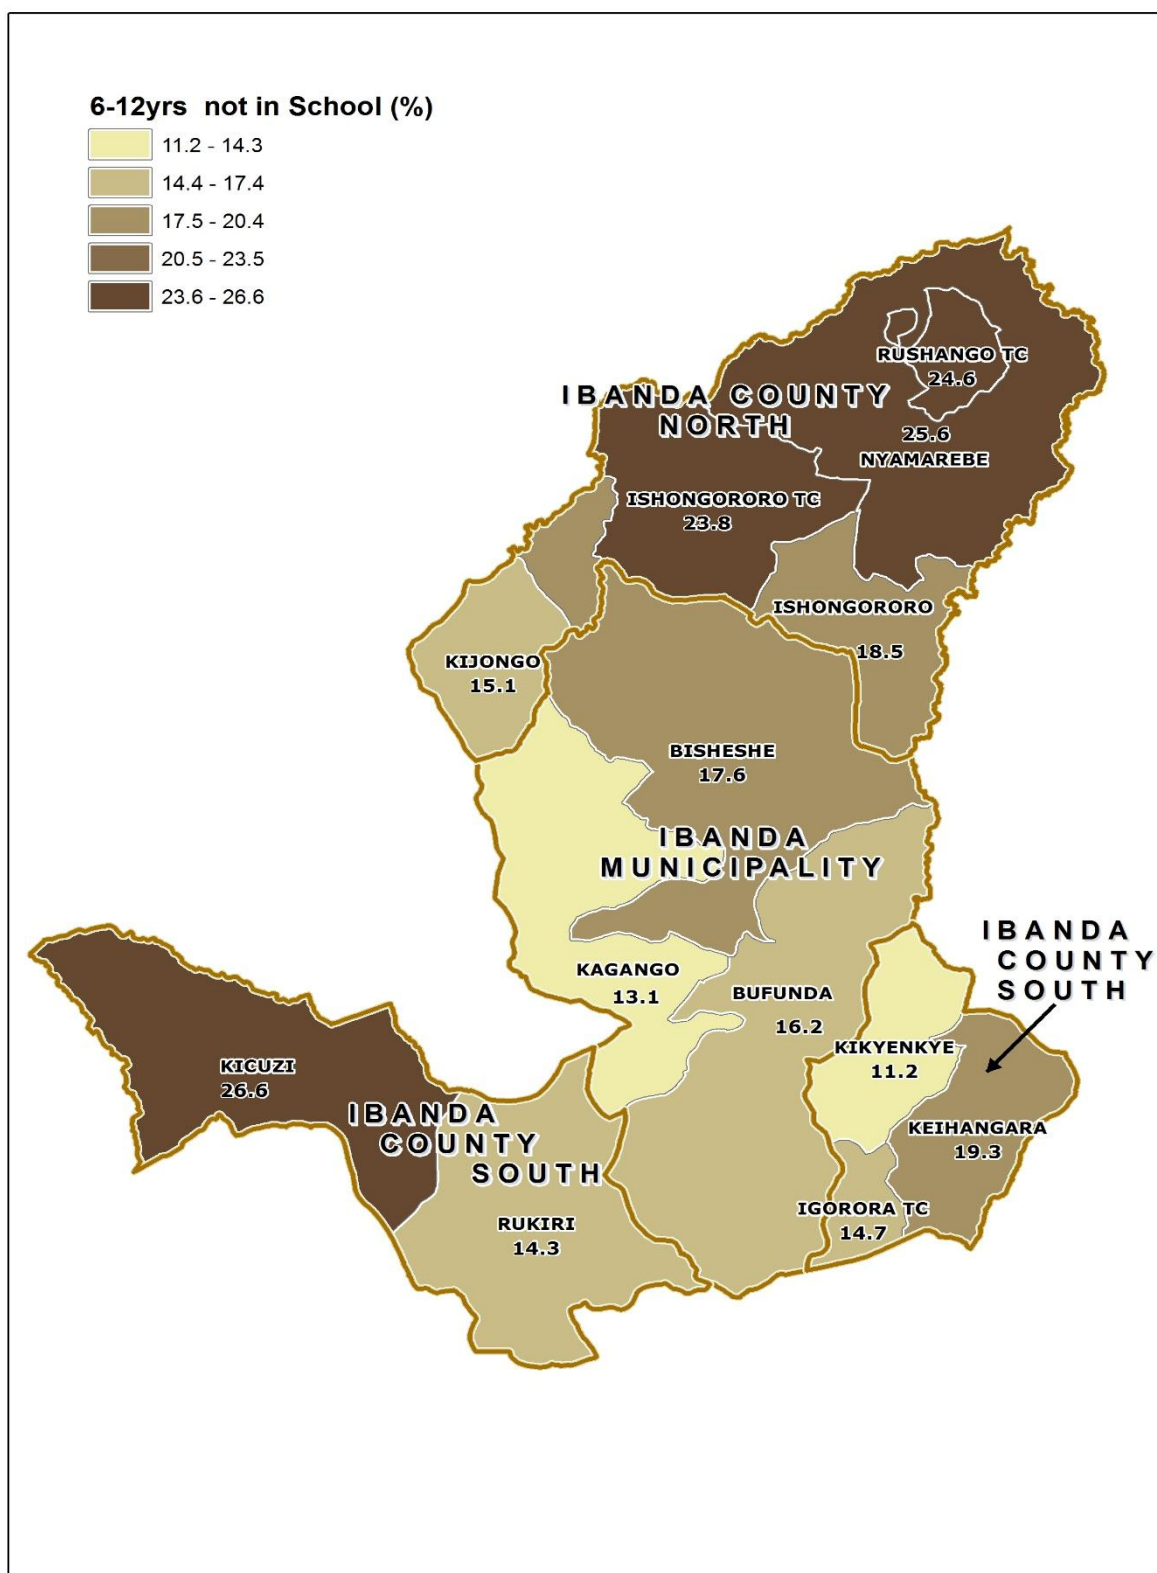 6-12yrs not in School (%)
11.2 - 14.3
14.4 - 17.4
17.5 - 20.4
20.5 - 23.5
23.6 - 26.6
RUSHANGO TC
24.6
IBANDA COUNTY
NORTH
25.6
NYAMAREBE
ISHONGORORO TC
23.8
ISHONGORORO
18.5
KIJONGO
15.1
BISHESHE
17.6
IBANDA
MUNICIPALITY
IBANDA
COUNTY
SOUTH
KAGANGO
13.1
BUFUNDA
16.2
KIKYENKYE
11.2
KICUZI
26.6
IBANDA
COUNTY
SOUTH
KEIHANGARA
19.3
RUKIRI
14.3
IGORORA TC
14.7